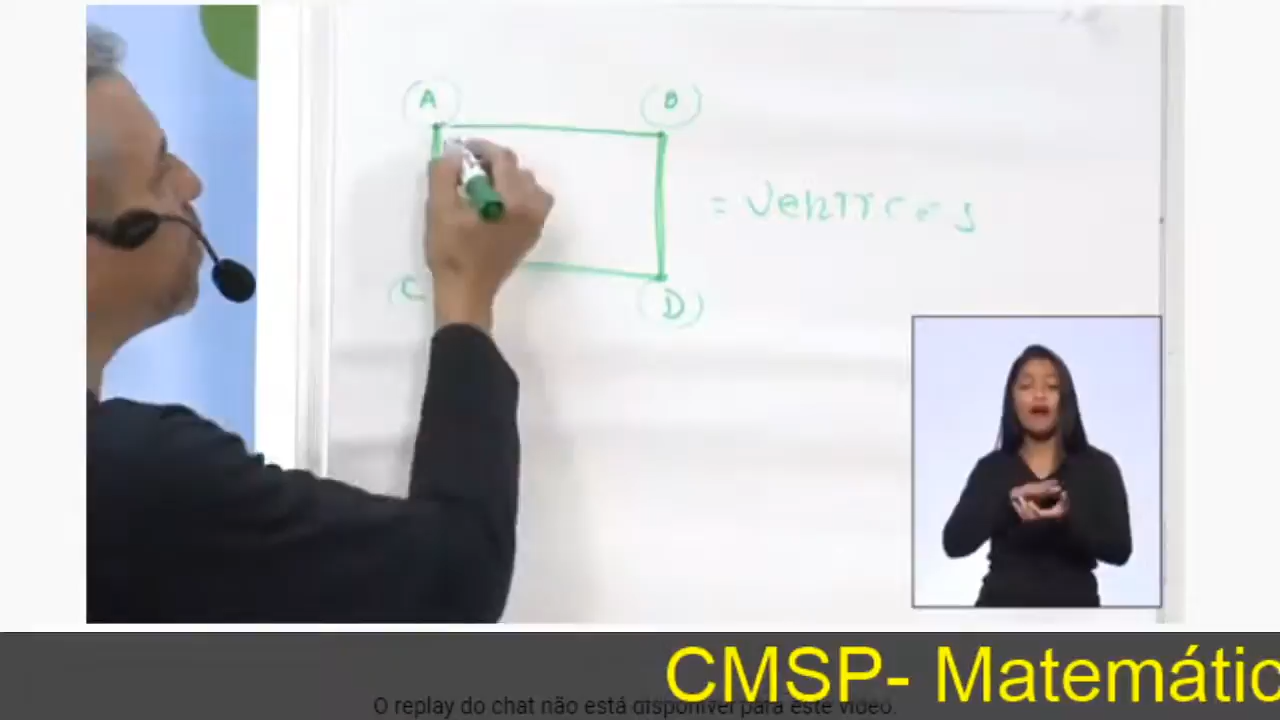 A B
= VERTICES
C D
CMSP- Matemátic
O replay do chat não está disponível para este vídeo.